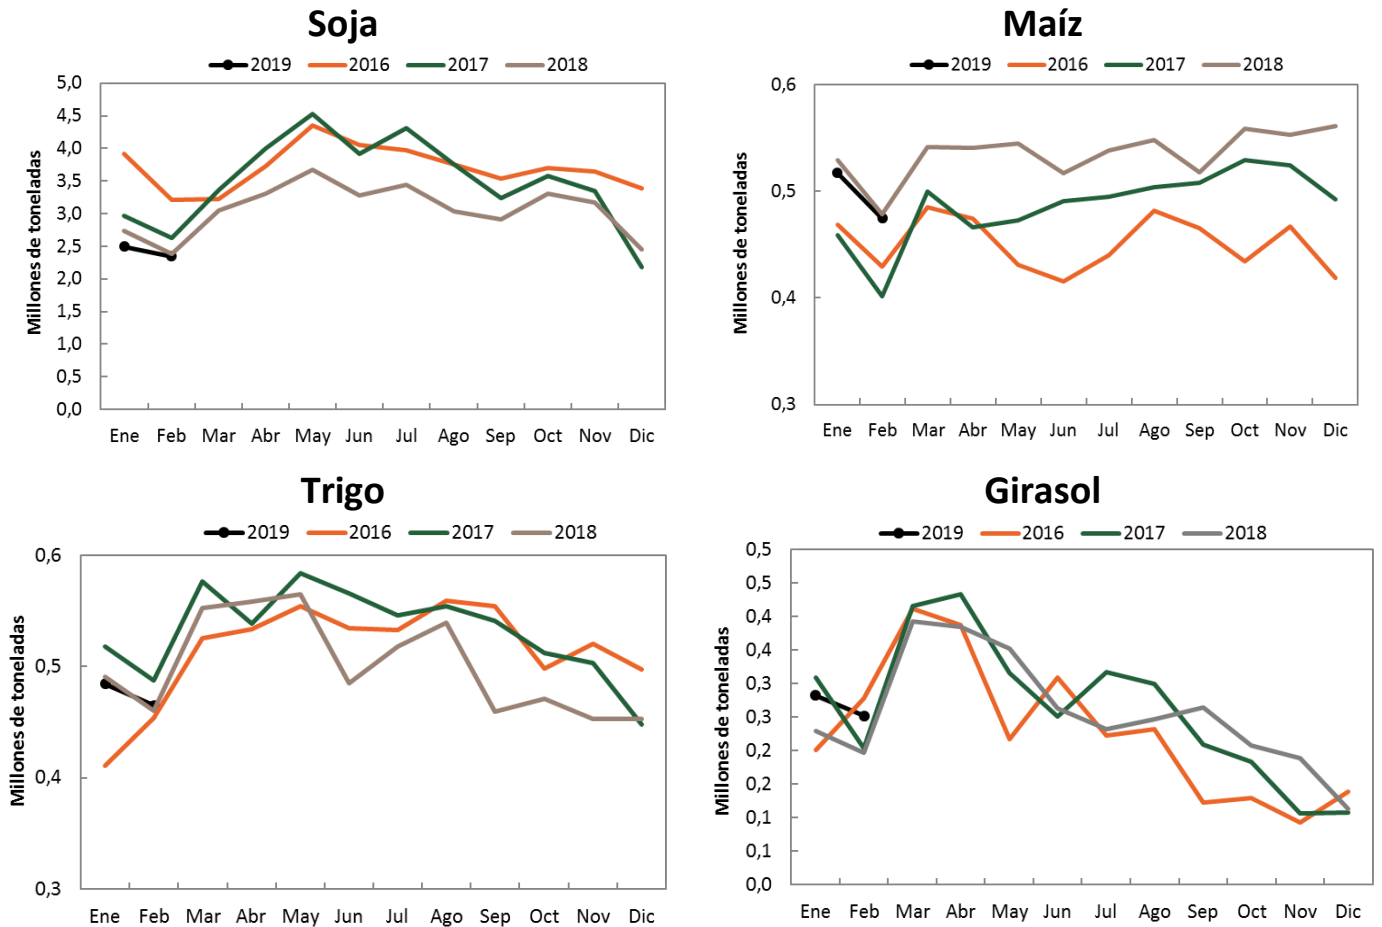 Soja
2019 2016 2017 2018
Millones de toneladas
5,0
4,5
4,0
3,5
3,0
2,5
2,0
1,5
1,0
0,5
0,0
Ene Feb Mar Abr May Jun Jul Ago Sep Oct Nov Dic
Maíz
2019 2016 2017 2018
Millones de toneladas
0,6
0,5
0,4
0,3
Ene Feb Mar Abr May Jun Jul Ago Sep Oct Nov Dic
Trigo
2019 2016 2017 2018
Millones de toneladas
0,6
0,5
0,4
0,3
Ene Feb Mar Abr May Jun Jul Ago Sep Oct Nov Dic
Girasol
2019 2016 2017 2018
Millones de toneladas
0,5
0,5
0,4
0,4
0,3
0,3
0,2
0,2
0,1
0,1
0,0
Ene Feb Mar Abr May Jun Jul Ago Sep Oct Nov Dic